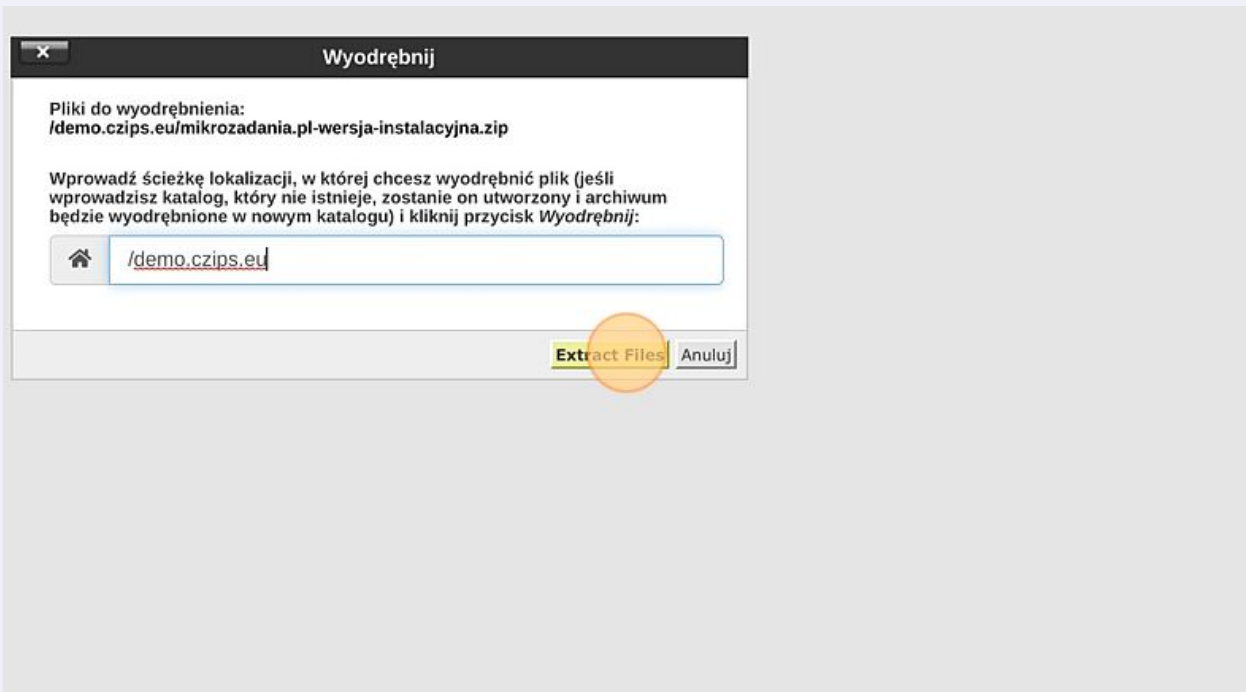 Wyodrębnij
Pliki do wyodrębnienia:
/demo.czips.eu/mikrozadania.pl-wersja-instalacyjna.zip
Wprowadź ścieżkę lokalizacji, w której chcesz wyodrębnić plik (jeśli
wprowadzisz katalog, który nie istnieje, zostanie on utworzony i archiwum
będzie wyodrębnione w nowym katalogu) i kliknij przycisk Wyodrębnij:
/demo.czips.eu
Extract Files Anuluj